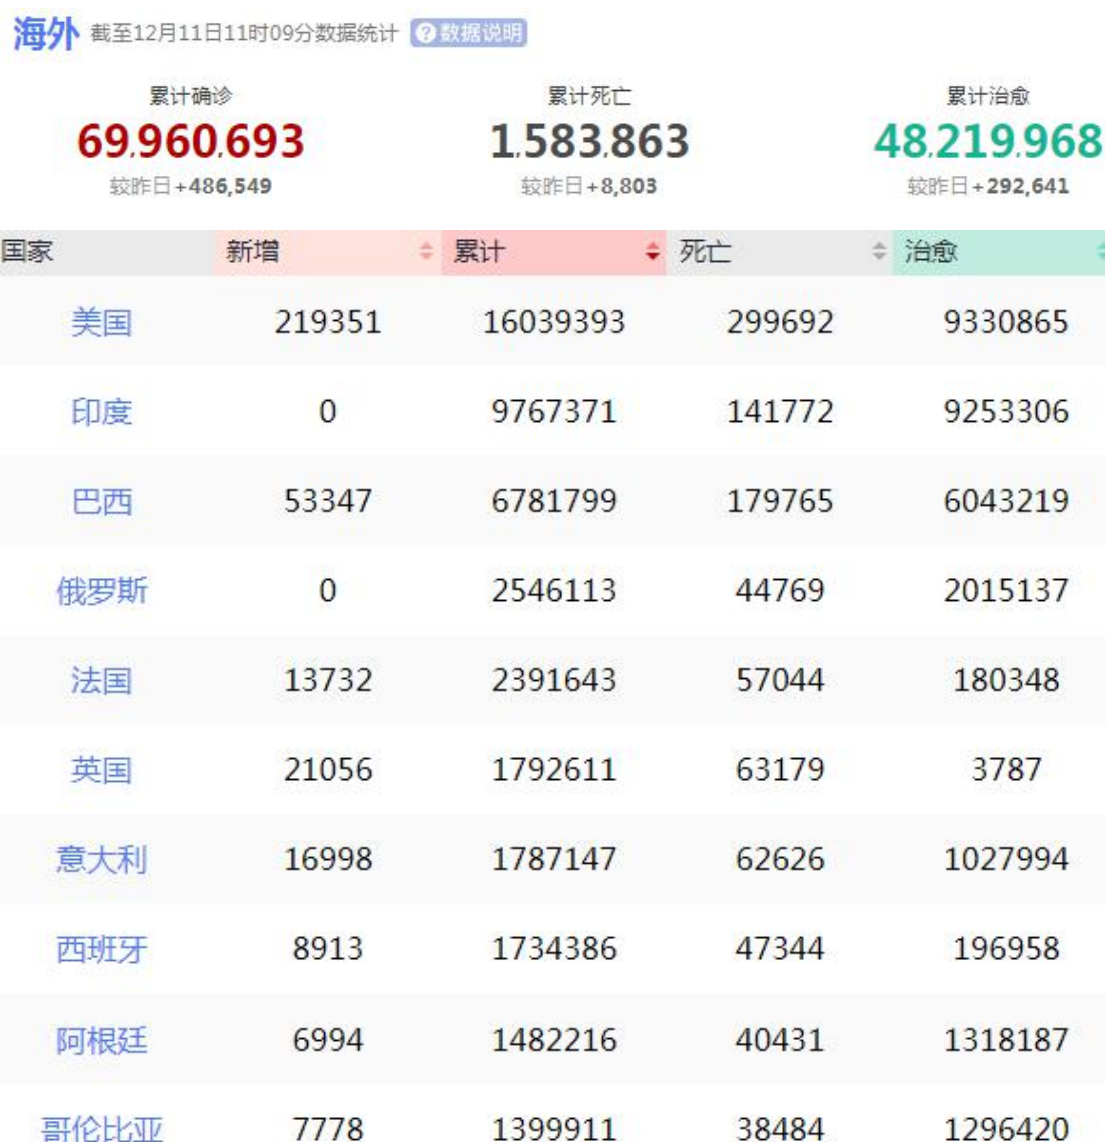 海外 截至12月11日11时09分数据统计 ?数据说明
累计确诊 累计死亡 累计治愈
69,960,693 1,583,863 48,219,968
较昨日+486,549 较昨日+8,803 较昨日+292,641
国家 新增 累计 死亡 治愈
美国 219351 16039393 299692 9330865
印度 0 9767371 141772 9253306
巴西 53347 6781799 179765 6043219
俄罗斯 0 2546113 44769 2015137
法国 13732 2391643 57044 180348
英国 21056 1792611 63179 3787
意大利 16998 1787147 62626 1027994
西班牙 8913 1734386 47344 196958
阿根廷 6994 1482216 40431 1318187
哥伦比亚 7778 1399911 38484 1296420